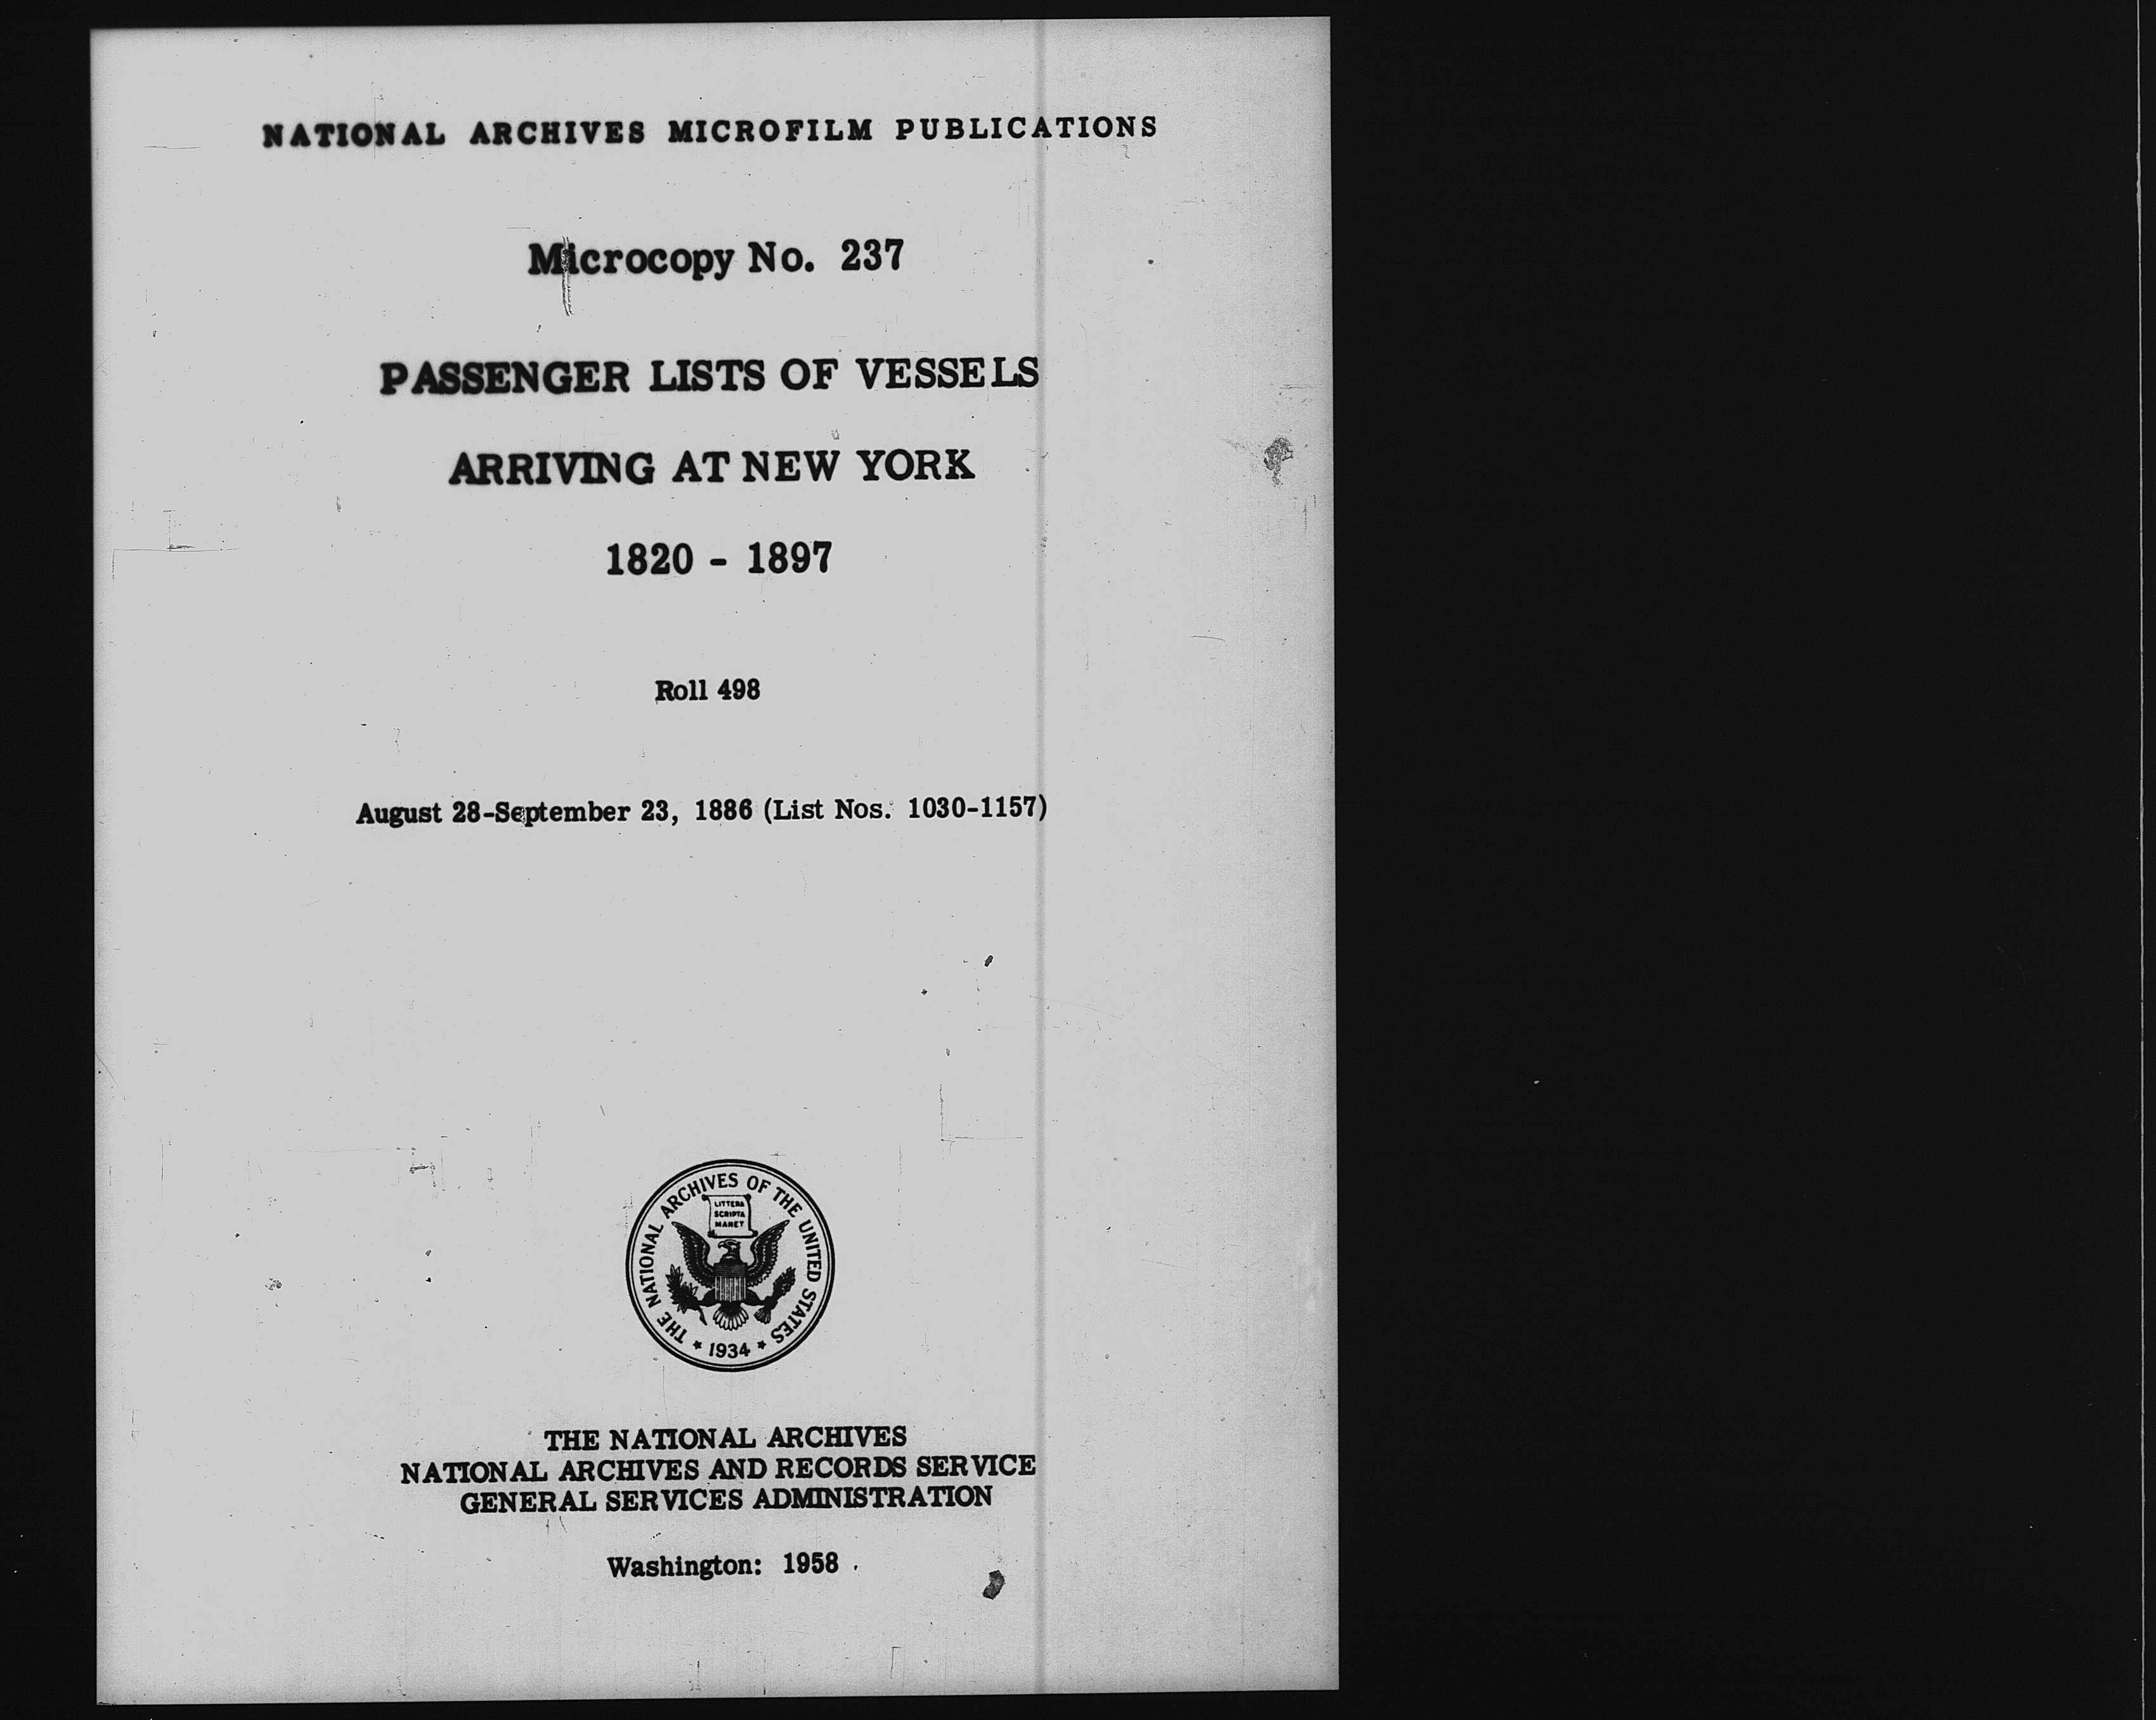 NATIONAL ARCHIVES MICROFILM PUBLICATIONS
Microcopy No. 237
PASSENGER LISTS OF VESSELS
ARRIVING AT NEW YORK
1820 - 1897
Roll 498
August 28-September 23, 1886 (List Nos. 1030-1157)
THE NATIONAL ARCHIVES OF THE UNITED STATES
LITTERA
SCRIPTA
MANET
★ 1934 ★
THE NATIONAL ARCHIVES
NATIONAL ARCHIVES AND RECORDS SERVICE
GENERAL SERVICES ADMINISTRATION
Washington: 1958